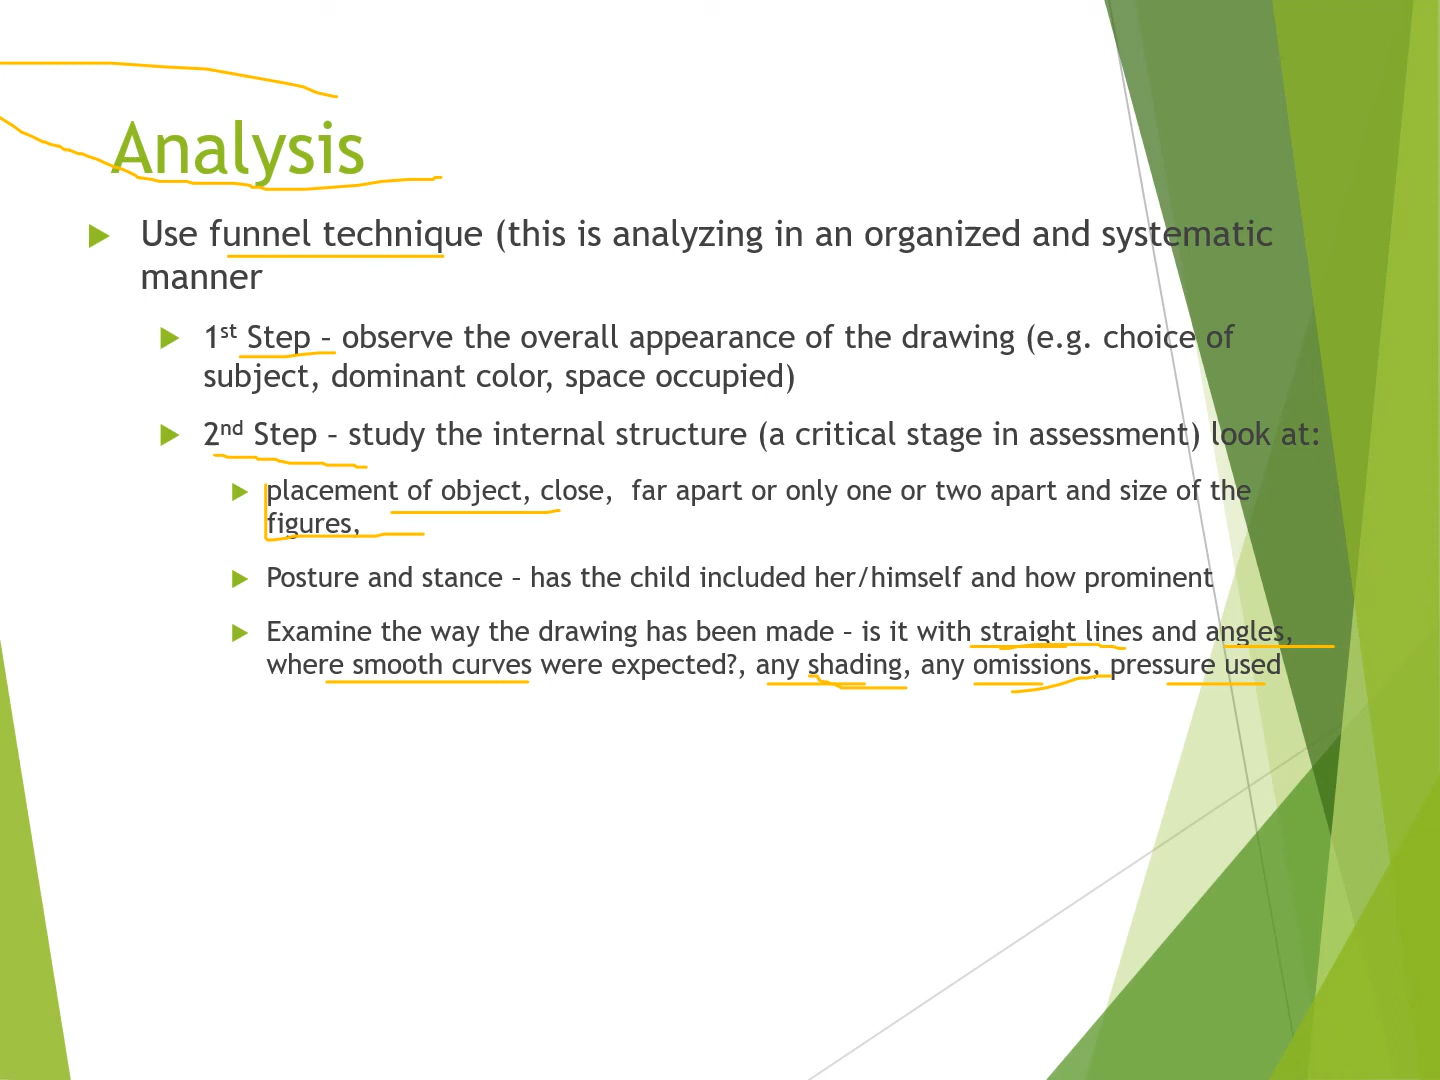 Analysis
Use funnel technique (this is analyzing in an organized and systematic
manner
1st Step – observe the overall appearance of the drawing (e.g. choice of
subject, dominant color, space occupied)
2nd Step – study the internal structure (a critical stage in assessment) look at:
placement of object, close,  far apart or only one or two apart and size of the
figures,
Posture and stance – has the child included her/himself and how prominent
Examine the way the drawing has been made – is it with straight lines and angles,
where smooth curves were expected?, any shading, any omissions, pressure used